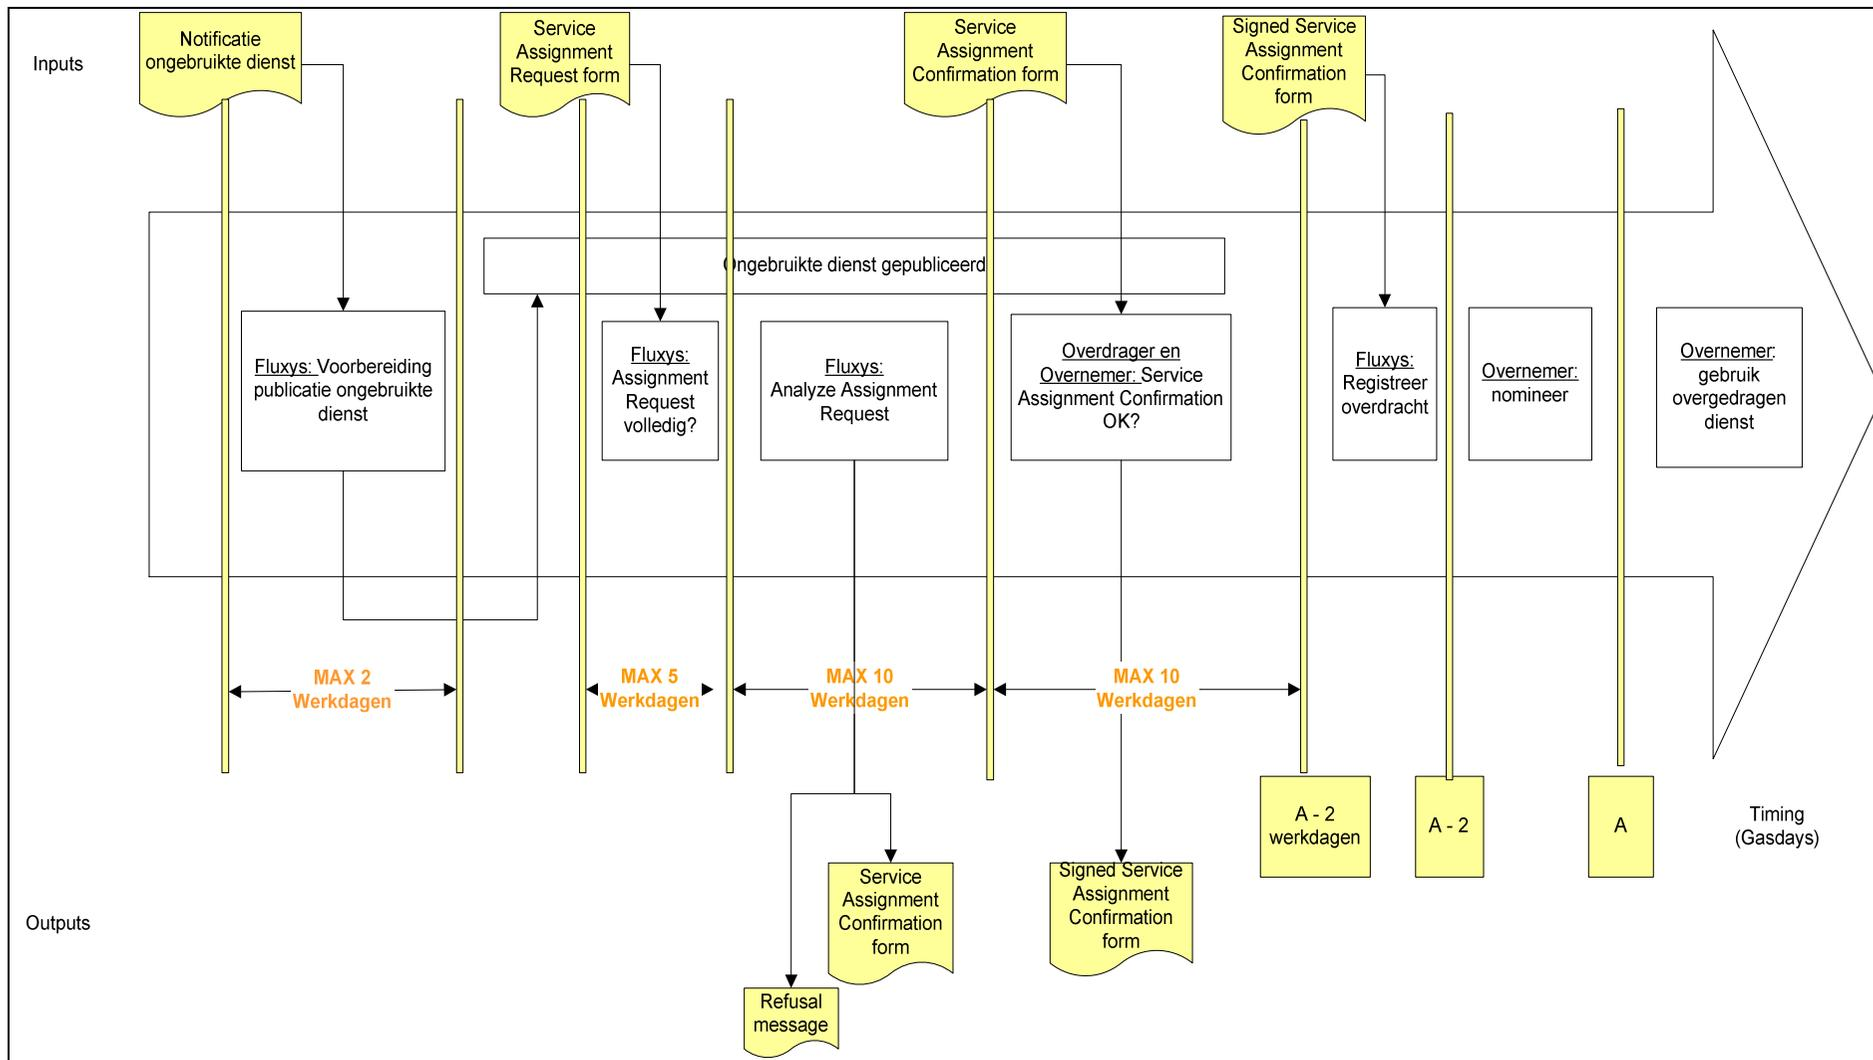 Inputs
Notificatie
ongebruikte dienst
Service
Assignment
Request form
Service
Assignment
Confirmation form
Signed Service
Assignment
Confirmation
form
Ongebruikte dienst gepubliceerd
Fluxys: Voorbereiding
publicatie ongebruikte
dienst
Fluxys:
Assignment
Request
volledig?
Fluxys:
Analyze Assignment
Request
Overdrager en
Overnemer: Service
Assignment Confirmation
OK?
Fluxys:
Registreer
overdracht
Overnemer:
nomineer
Overnemer:
gebruik
overgedragen
dienst
MAX 2
Werkdagen
MAX 5
Werkdagen
MAX 10
Werkdagen
MAX 10
Werkdagen
A - 2
werkdagen
A - 2
A
Timing
(Gasdays)
Outputs
Service
Assignment
Confirmation
form
Signed Service
Assignment
Confirmation
form
Refusal
message